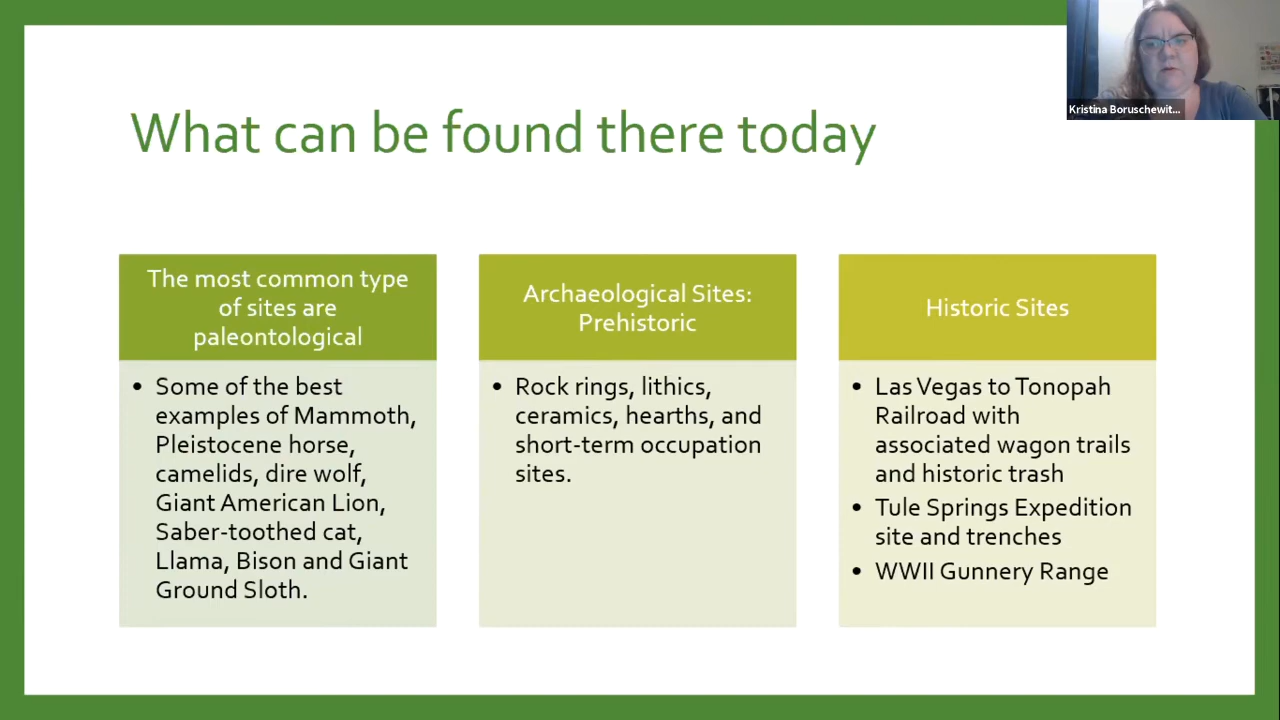 Kristina Boruschewit...
What can be found there today
The most common type
of sites are
paleontological
• Some of the best
examples of Mammoth,
Pleistocene horse,
camelids, dire wolf,
Giant American Lion,
Saber-toothed cat,
Llama, Bison and Giant
Ground Sloth.
Archaeological Sites:
Prehistoric
• Rock rings, lithics,
ceramics, hearths, and
short-term occupation
sites.
Historic Sites
• Las Vegas to Tonopah
Railroad with
associated wagon trails
and historic trash
• Tule Springs Expedition
site and trenches
• WWII Gunnery Range